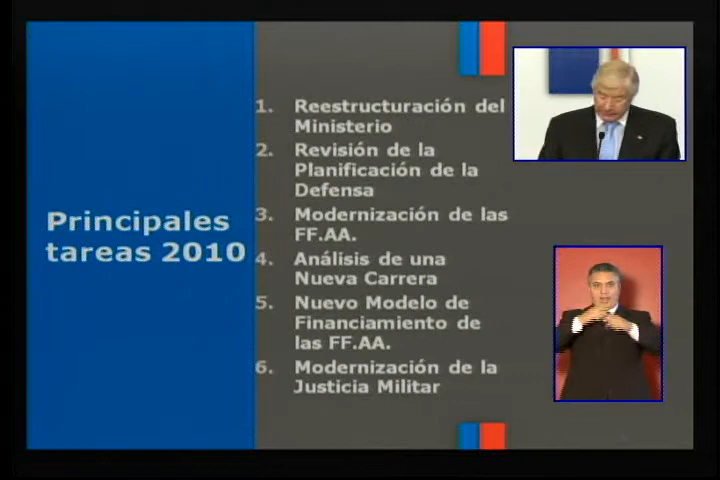 Principales
tareas 2010
1. Reestructuración del
Ministerio
2. Revisión de la
Planificación de la
Defensa
3. Modernización de las
FF.AA.
4. Análisis de una
Nueva Carrera
5. Nuevo Modelo de
Financiamiento de
las FF.AA.
6. Modernización de la
Justicia Militar